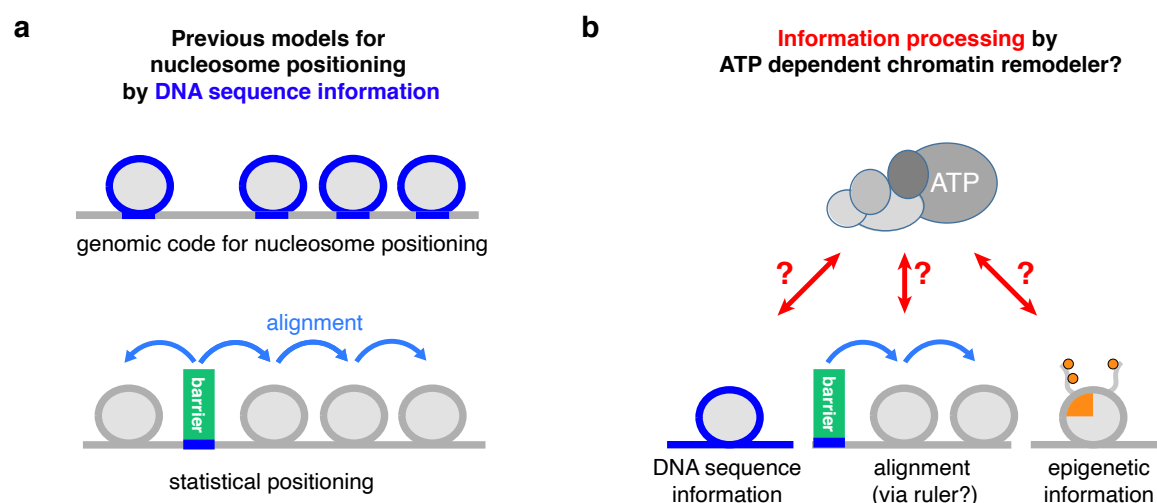 a
Previous models for
nucleosome positioning
by DNA sequence information
genomic code for nucleosome positioning
alignment
barrier
statistical positioning
b
Information processing by
ATP dependent chromatin remodeler?
ATP
? ? ?
barrier
DNA sequence
information
alignment
(via ruler?)
epigenetic
information